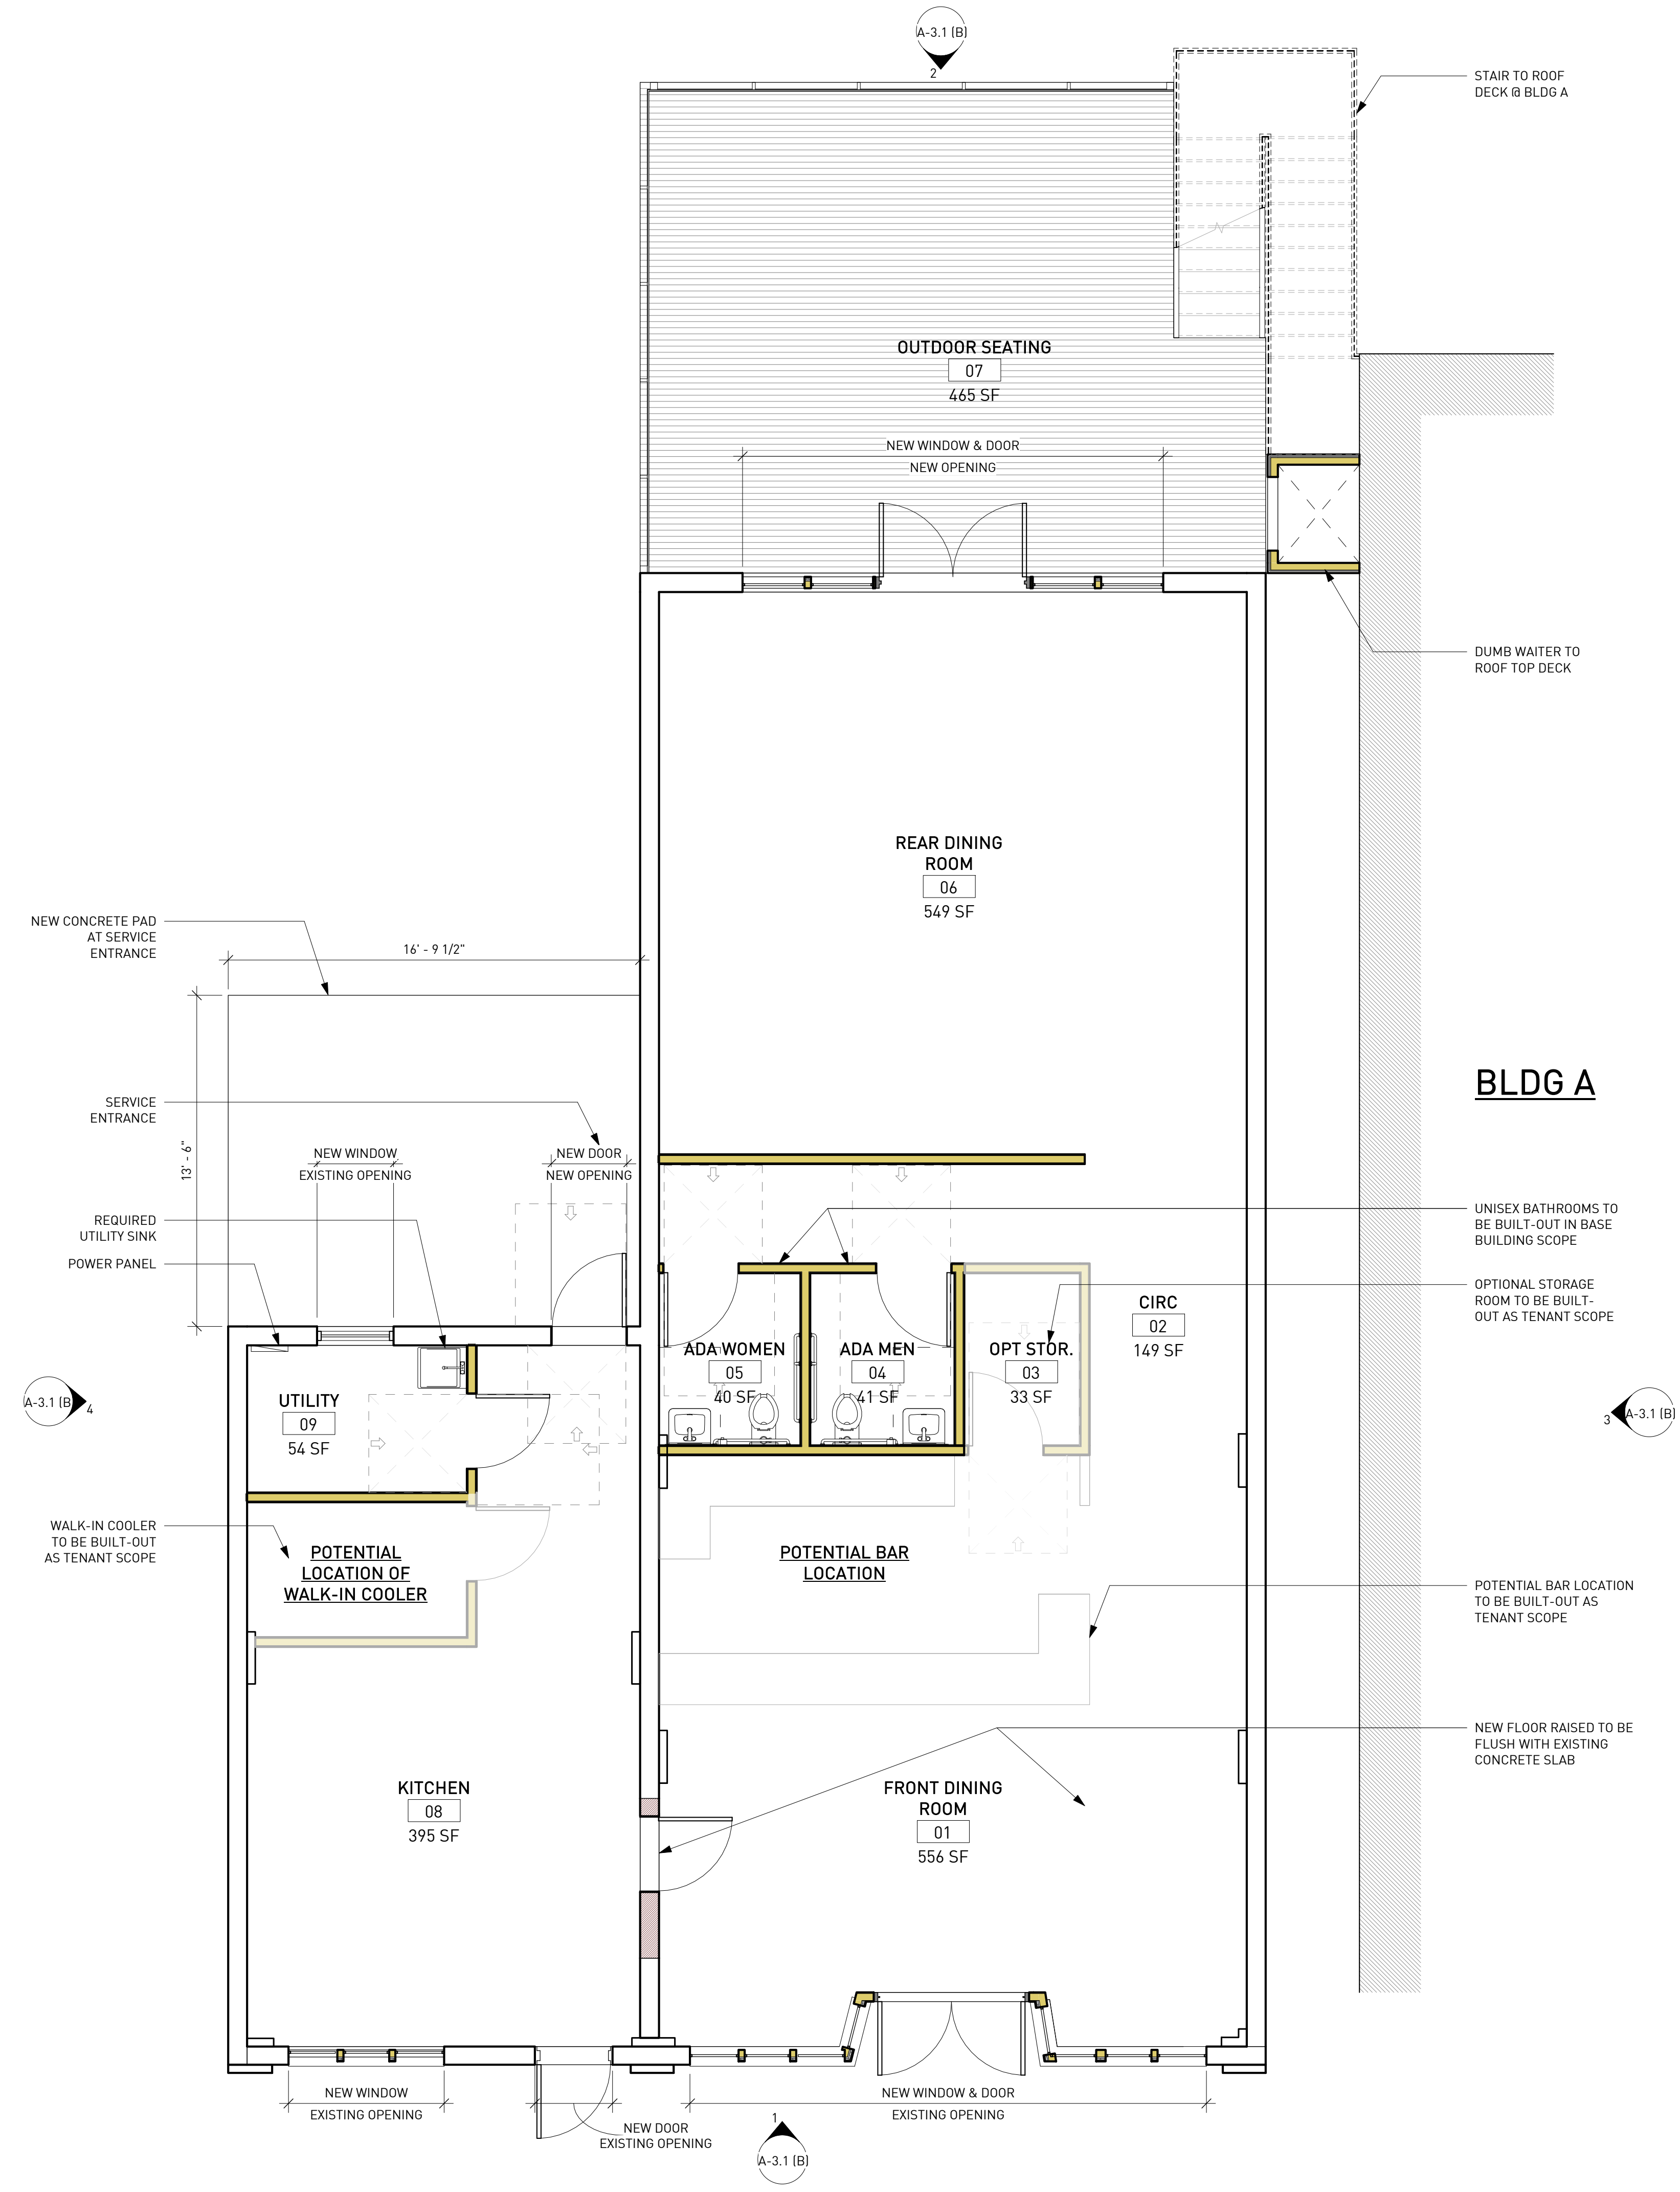 A-3.1 (B)
2
STAIR TO ROOF
DECK @ BLDG A
OUTDOOR SEATING
07
465 SF
NEW WINDOW & DOOR
NEW OPENING
DUMB WAITER TO
ROOF TOP DECK
REAR DINING
ROOM
06
549 SF
NEW CONCRETE PAD
AT SERVICE
ENTRANCE
16' - 9 1/2"
13' - 6"
BLDG A
SERVICE
ENTRANCE
NEW WINDOW
EXISTING OPENING
NEW DOOR
NEW OPENING
REQUIRED
UTILITY SINK
POWER PANEL
UNISEX BATHROOMS TO
BE BUILT-OUT IN BASE
BUILDING SCOPE
OPTIONAL STORAGE
ROOM TO BE BUILT-
OUT AS TENANT SCOPE
CIRC
02
149 SF
ADA WOMEN
05
40 SF
ADA MEN
04
41 SF
OPT STOR.
03
33 SF
A-3.1 (B)
4
UTILITY
09
54 SF
3
A-3.1 (B)
WALK-IN COOLER
TO BE BUILT-OUT
AS TENANT SCOPE
POTENTIAL
LOCATION OF
WALK-IN COOLER
POTENTIAL BAR
LOCATION
POTENTIAL BAR LOCATION
TO BE BUILT-OUT AS
TENANT SCOPE
NEW FLOOR RAISED TO BE
FLUSH WITH EXISTING
CONCRETE SLAB
KITCHEN
08
395 SF
FRONT DINING
ROOM
01
556 SF
NEW WINDOW
EXISTING OPENING
NEW DOOR
EXISTING OPENING
NEW WINDOW & DOOR
EXISTING OPENING
1
A-3.1 (B)